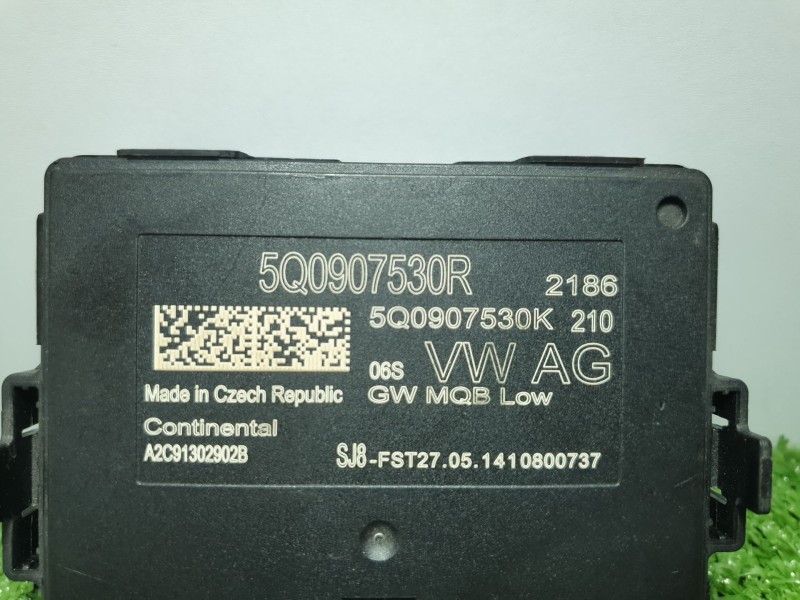 5Q0907530R 2186
5Q0907530K 210
06S VW AG
Made in Czech Republic GW MQB Low
Continental
A2C91302902B SJ8-FST27.05.1410800737